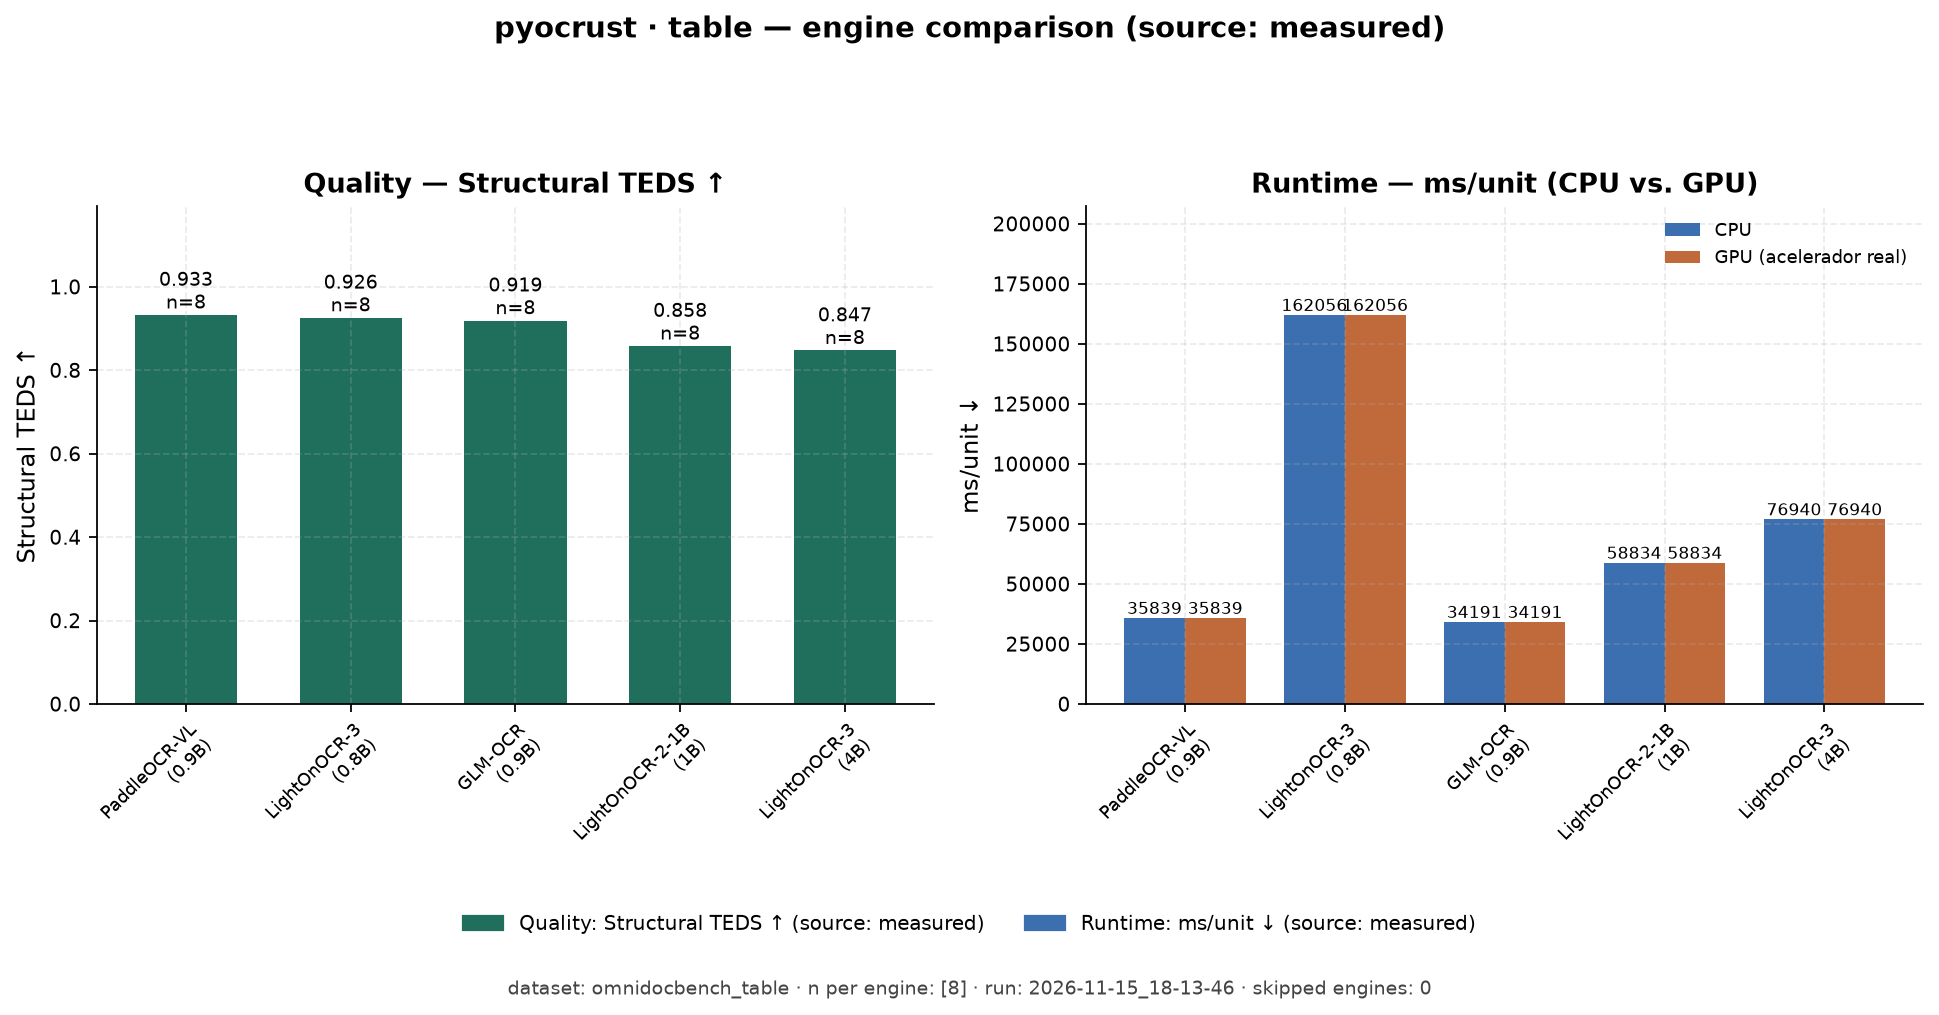 pyocrust · table — engine comparison (source: measured)
Quality — Structural TEDS ↑
Structural TEDS ↑
1.0
0.8
0.6
0.4
0.2
0.0
0.933
n=8
0.926
n=8
0.919
n=8
0.858
n=8
0.847
n=8
PaddleOCR-VL
(0.9B)
LightOnOCR-3
(0.8B)
GLM-OCR
(0.9B)
LightOnOCR-2-1B
(1B)
LightOnOCR-3
(4B)
Runtime — ms/unit (CPU vs. GPU)
ms/unit ↓
200000
175000
150000
125000
100000
75000
50000
25000
0
CPU
GPU (acelerador real)
35839 35839
162056 162056
34191 34191
58834 58834
76940 76940
PaddleOCR-VL
(0.9B)
LightOnOCR-3
(0.8B)
GLM-OCR
(0.9B)
LightOnOCR-2-1B
(1B)
LightOnOCR-3
(4B)
Quality: Structural TEDS ↑ (source: measured)
Runtime: ms/unit ↓ (source: measured)
dataset: omnidocbench_table · n per engine: [8] · run: 2026-11-15_18-13-46 · skipped engines: 0